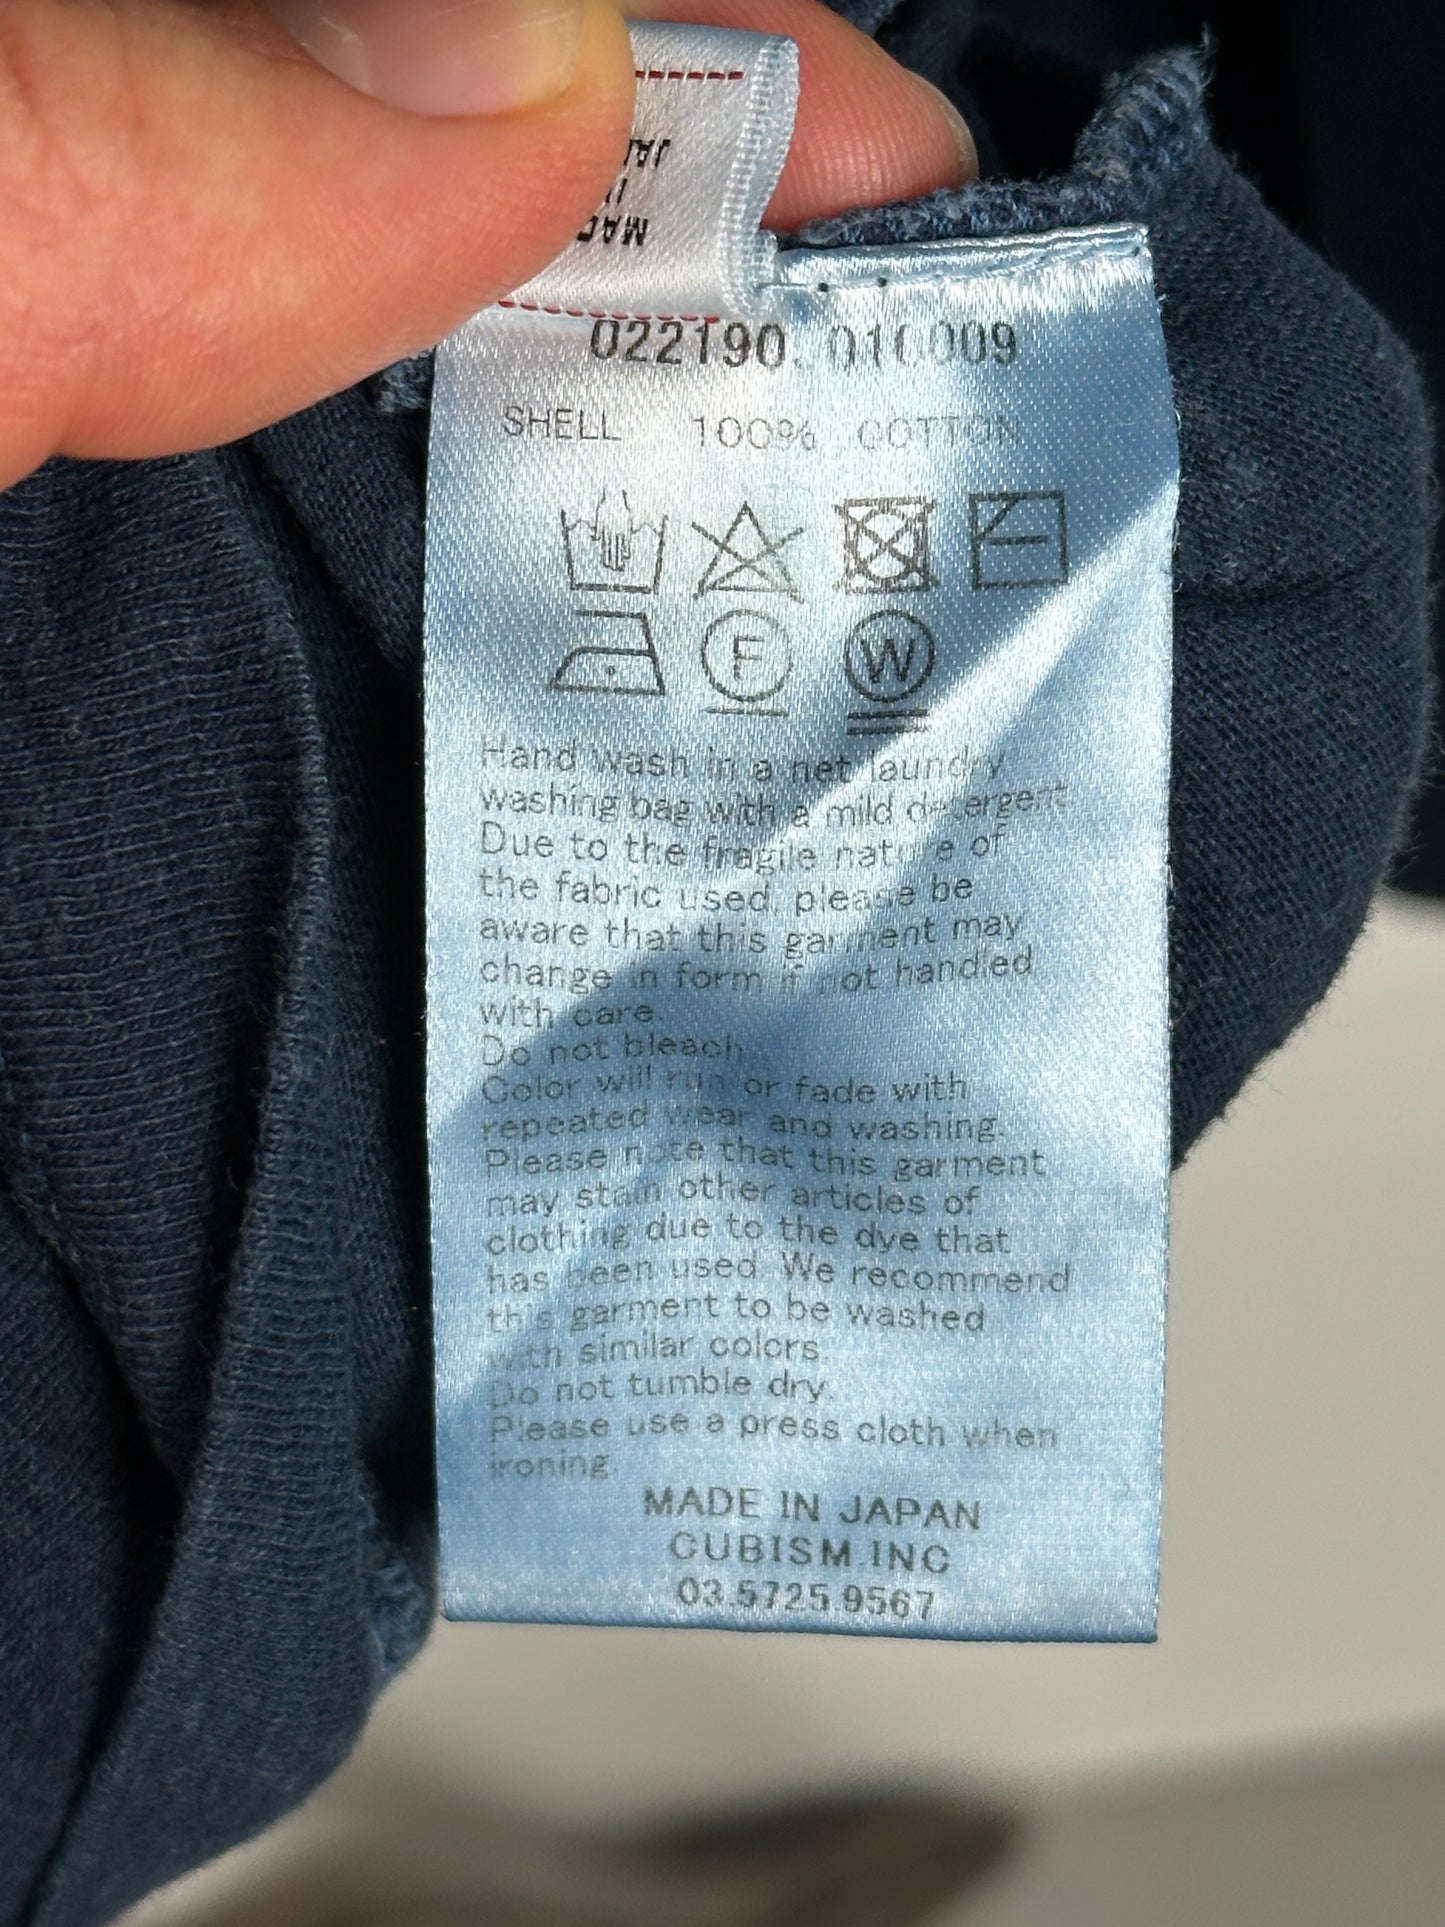 MADE
IN
022190. 010009
SHELL 100% COTTON
F W
Hand wash in a net laundry
washing bag with a mild detergent.
Due to the fragile nature of
the fabric used, please be
aware that this garment may
change in form if not handled
with care.
Do not bleach.
Color will run or fade with
repeated wear and washing.
Please note that this garment
may stain other articles of
clothing due to the dye that
has been used. We recommend
this garment to be washed
with similar colors.
Do not tumble dry.
Please use a press cloth when
ironing.
MADE IN JAPAN
CUBISM.INC
03.5725.9567